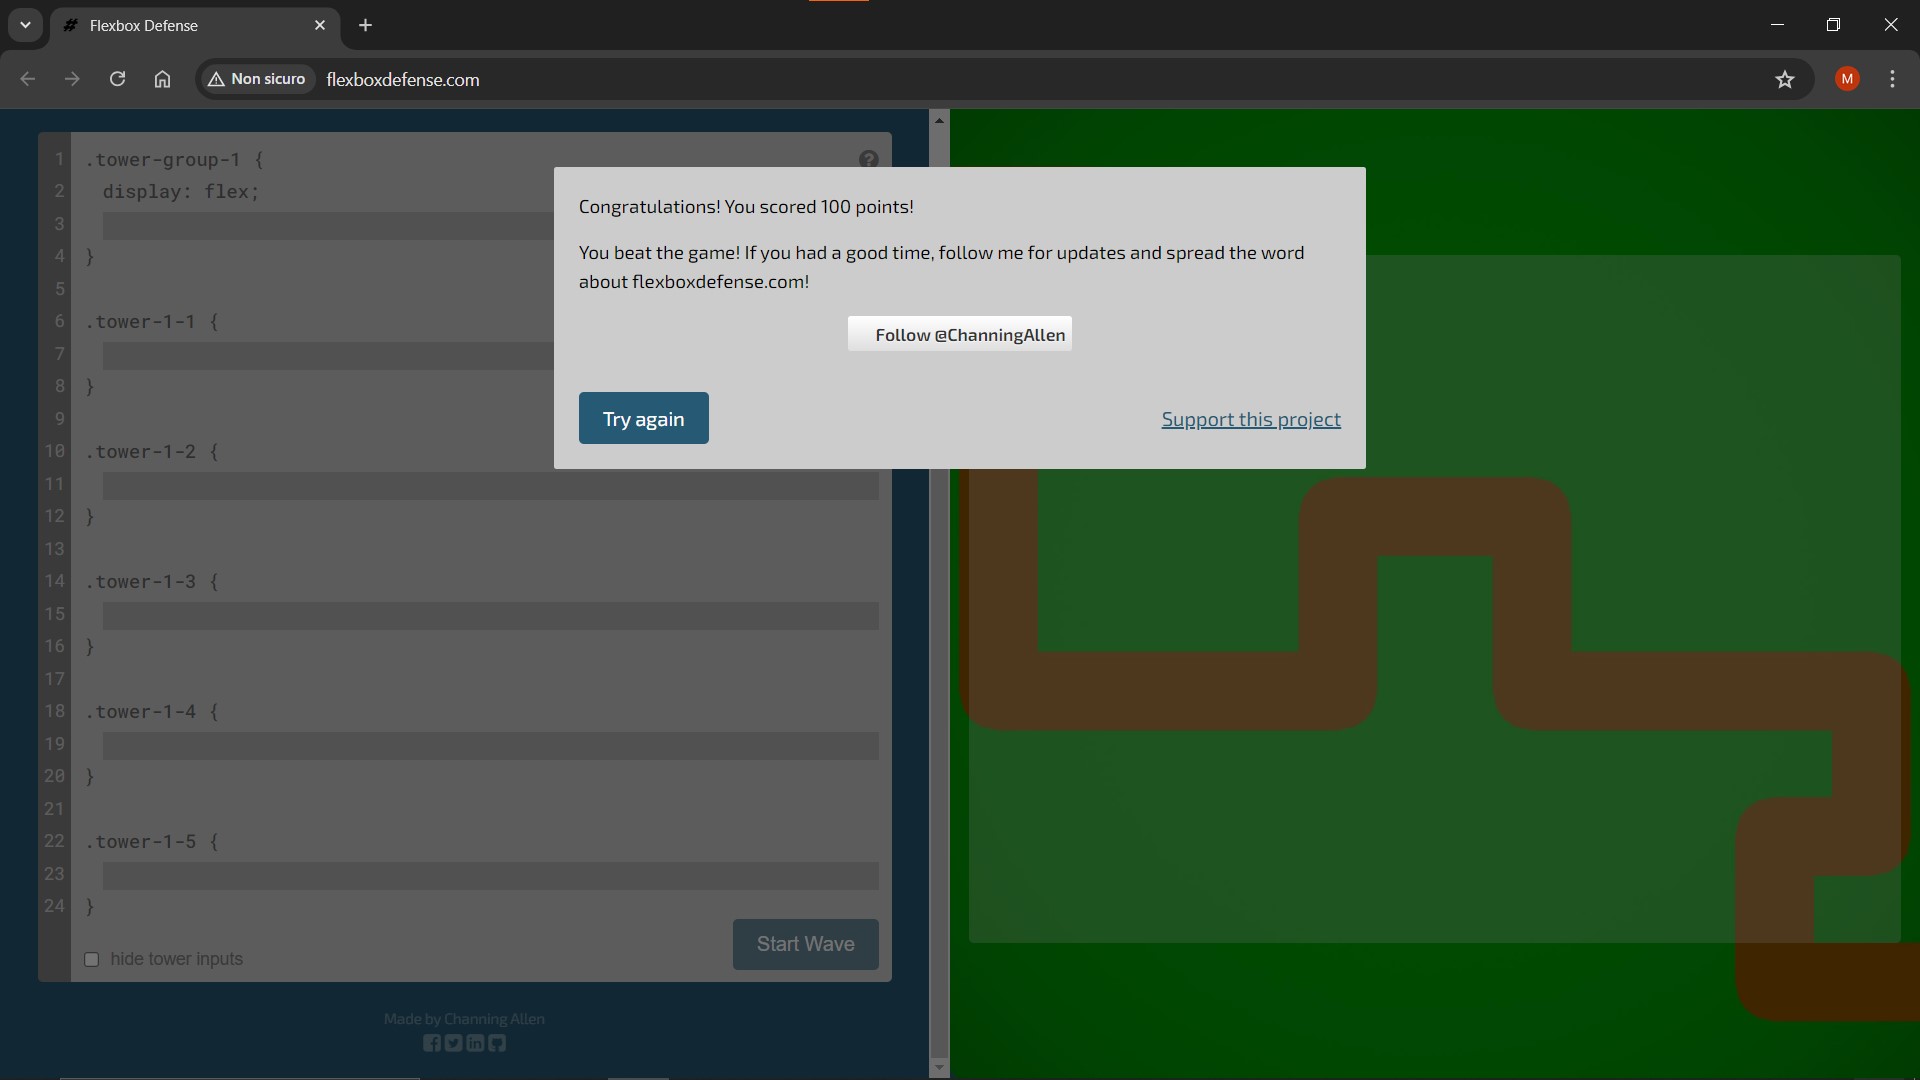 Flexbox Defense
Non sicuro
flexboxdefense.com
M
1 .tower-group-1 {
2 display: flex;
3
4 }
5
6 .tower-1-1 {
7
8 }
9
10 .tower-1-2 {
11
12 }
13
14 .tower-1-3 {
15
16 }
17
18 .tower-1-4 {
19
20 }
21
22 .tower-1-5 {
23
24 }
?
hide tower inputs
Start Wave
Made by Channing Allen
Congratulations! You scored 100 points!
You beat the game! If you had a good time, follow me for updates and spread the word
about flexboxdefense.com!
Follow @ChanningAllen
Try again
Support this project